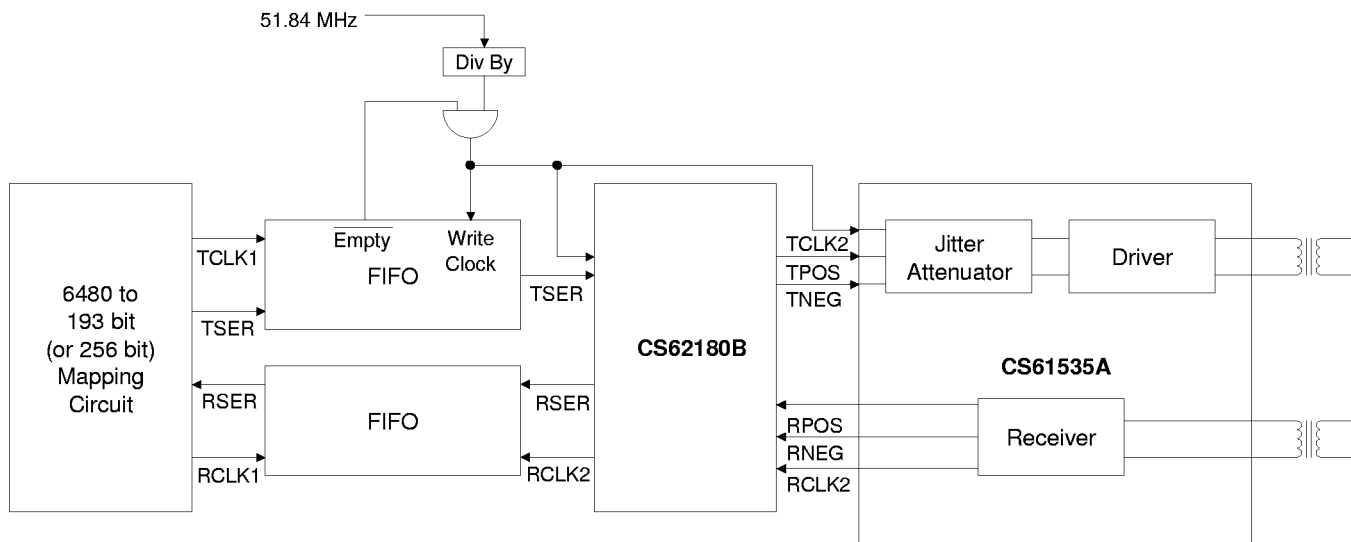 51.84 MHz
Div By
Empty
Write
Clock
FIFO
TCLK1
TSER
TSER
6480 to
193 bit
(or 256 bit)
Mapping
Circuit
RSER
RCLK1
FIFO
RSER
RCLK2
CS62180B
TCLK2
TPOS
TNEG
Jitter
Attenuator
Driver
CS61535A
RPOS
RNEG
RCLK2
Receiver